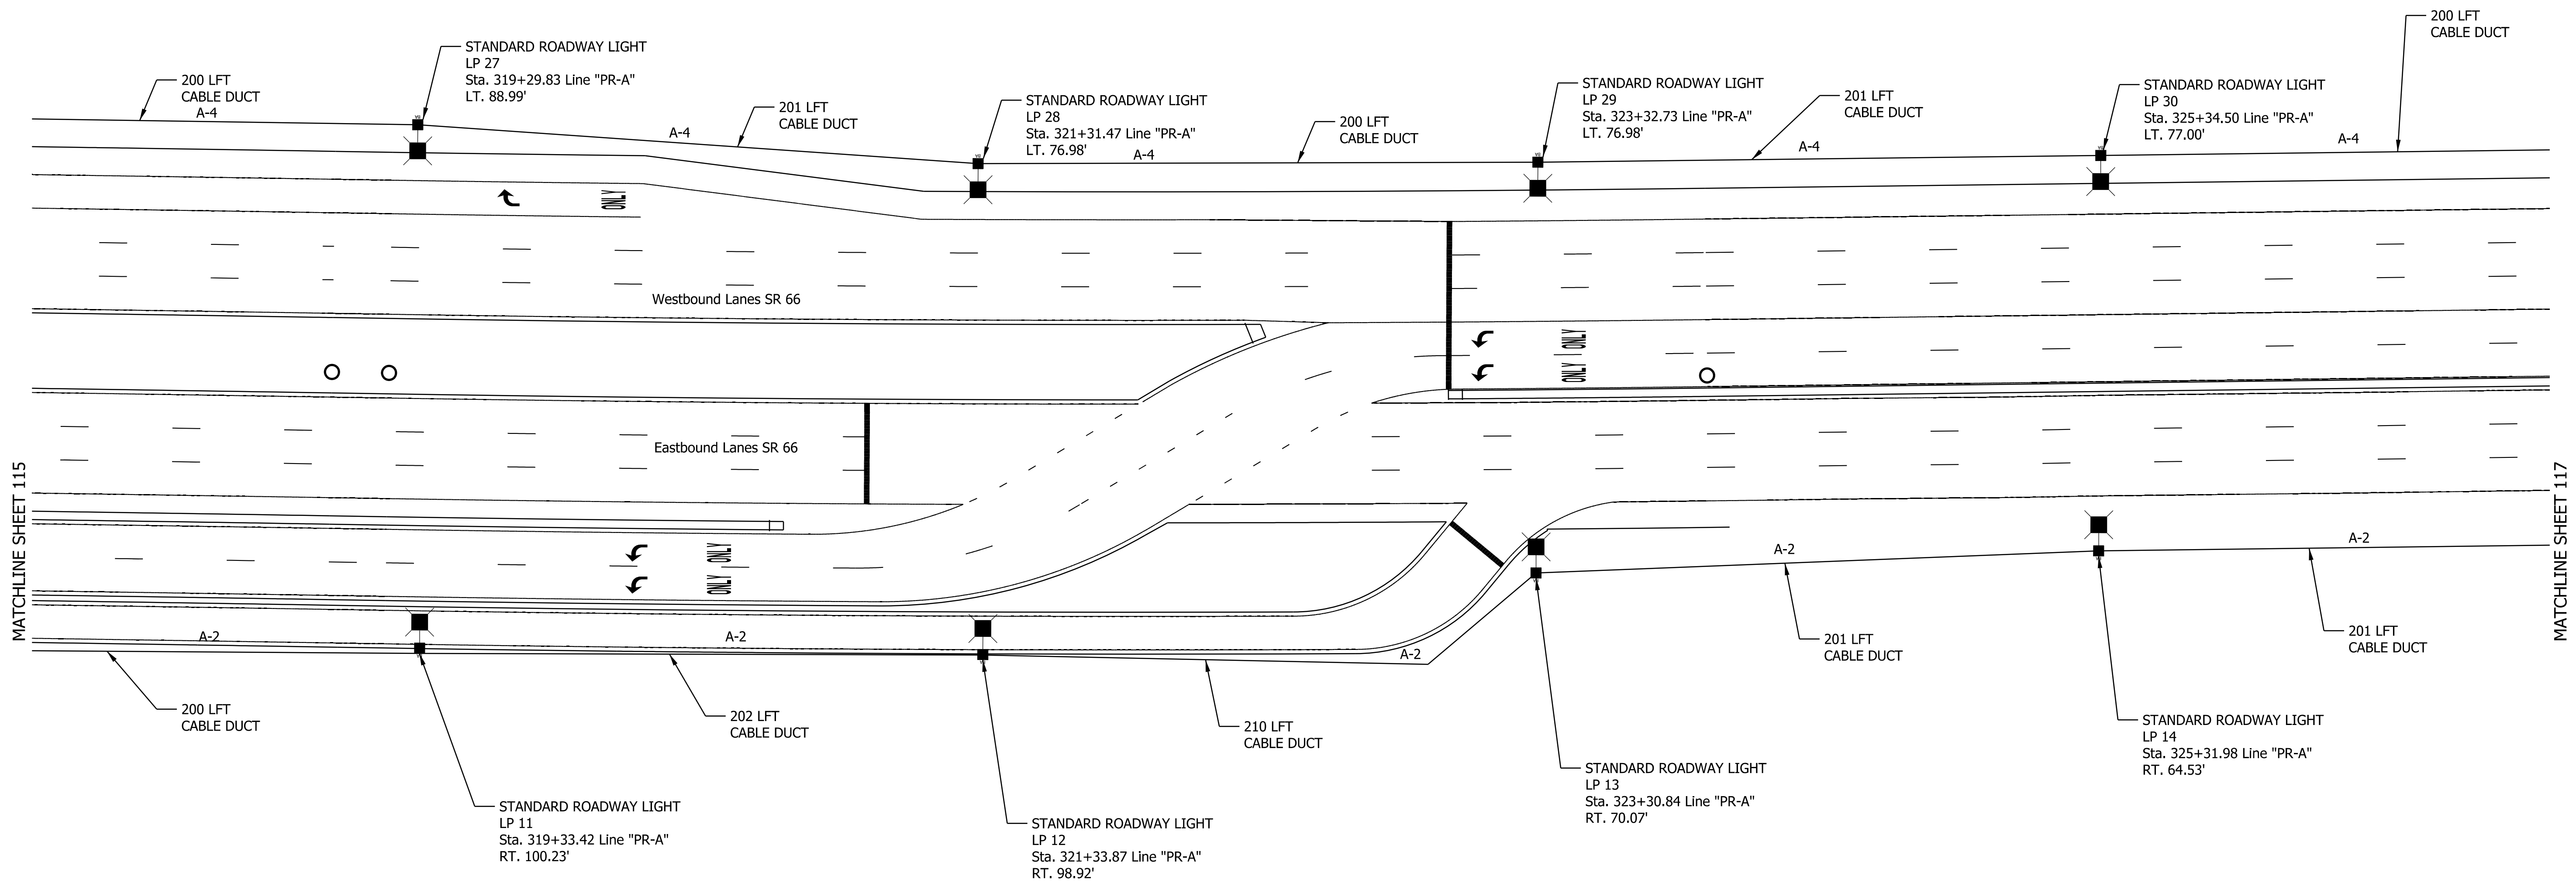 200 LFT
CABLE DUCT
A-4
STANDARD ROADWAY LIGHT
LP 27
Sta. 319+29.83 Line "PR-A"
LT. 88.99'
A-4
201 LFT
CABLE DUCT
STANDARD ROADWAY LIGHT
LP 28
Sta. 321+31.47 Line "PR-A"
LT. 76.98'
A-4
200 LFT
CABLE DUCT
STANDARD ROADWAY LIGHT
LP 29
Sta. 323+32.73 Line "PR-A"
LT. 76.98'
A-4
201 LFT
CABLE DUCT
STANDARD ROADWAY LIGHT
LP 30
Sta. 325+34.50 Line "PR-A"
LT. 77.00'
A-4
200 LFT
CABLE DUCT
ONLY
Westbound Lanes SR 66
ONLY
ONLY
Eastbound Lanes SR 66
MATCHLINE SHEET 115
MATCHLINE SHEET 117
ONLY
ONLY
A-2
A-2
A-2
A-2
A-2
200 LFT
CABLE DUCT
202 LFT
CABLE DUCT
210 LFT
CABLE DUCT
201 LFT
CABLE DUCT
201 LFT
CABLE DUCT
STANDARD ROADWAY LIGHT
LP 11
Sta. 319+33.42 Line "PR-A"
RT. 100.23'
STANDARD ROADWAY LIGHT
LP 12
Sta. 321+33.87 Line "PR-A"
RT. 98.92'
STANDARD ROADWAY LIGHT
LP 13
Sta. 323+30.84 Line "PR-A"
RT. 70.07'
STANDARD ROADWAY LIGHT
LP 14
Sta. 325+31.98 Line "PR-A"
RT. 64.53'